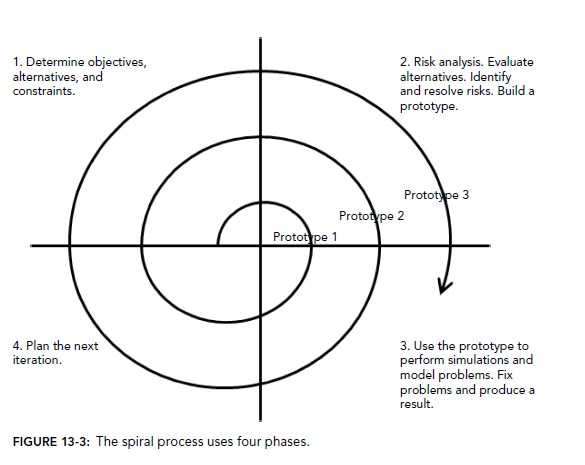 1. Determine objectives,
alternatives, and
constraints.
2. Risk analysis. Evaluate
alternatives. Identify
and resolve risks. Build a
prototype.
Prototype 3
Prototype 2
Prototype 1
4. Plan the next
iteration.
3. Use the prototype to
perform simulations and
model problems. Fix
problems and produce a
result.
FIGURE 13-3: The spiral process uses four phases.